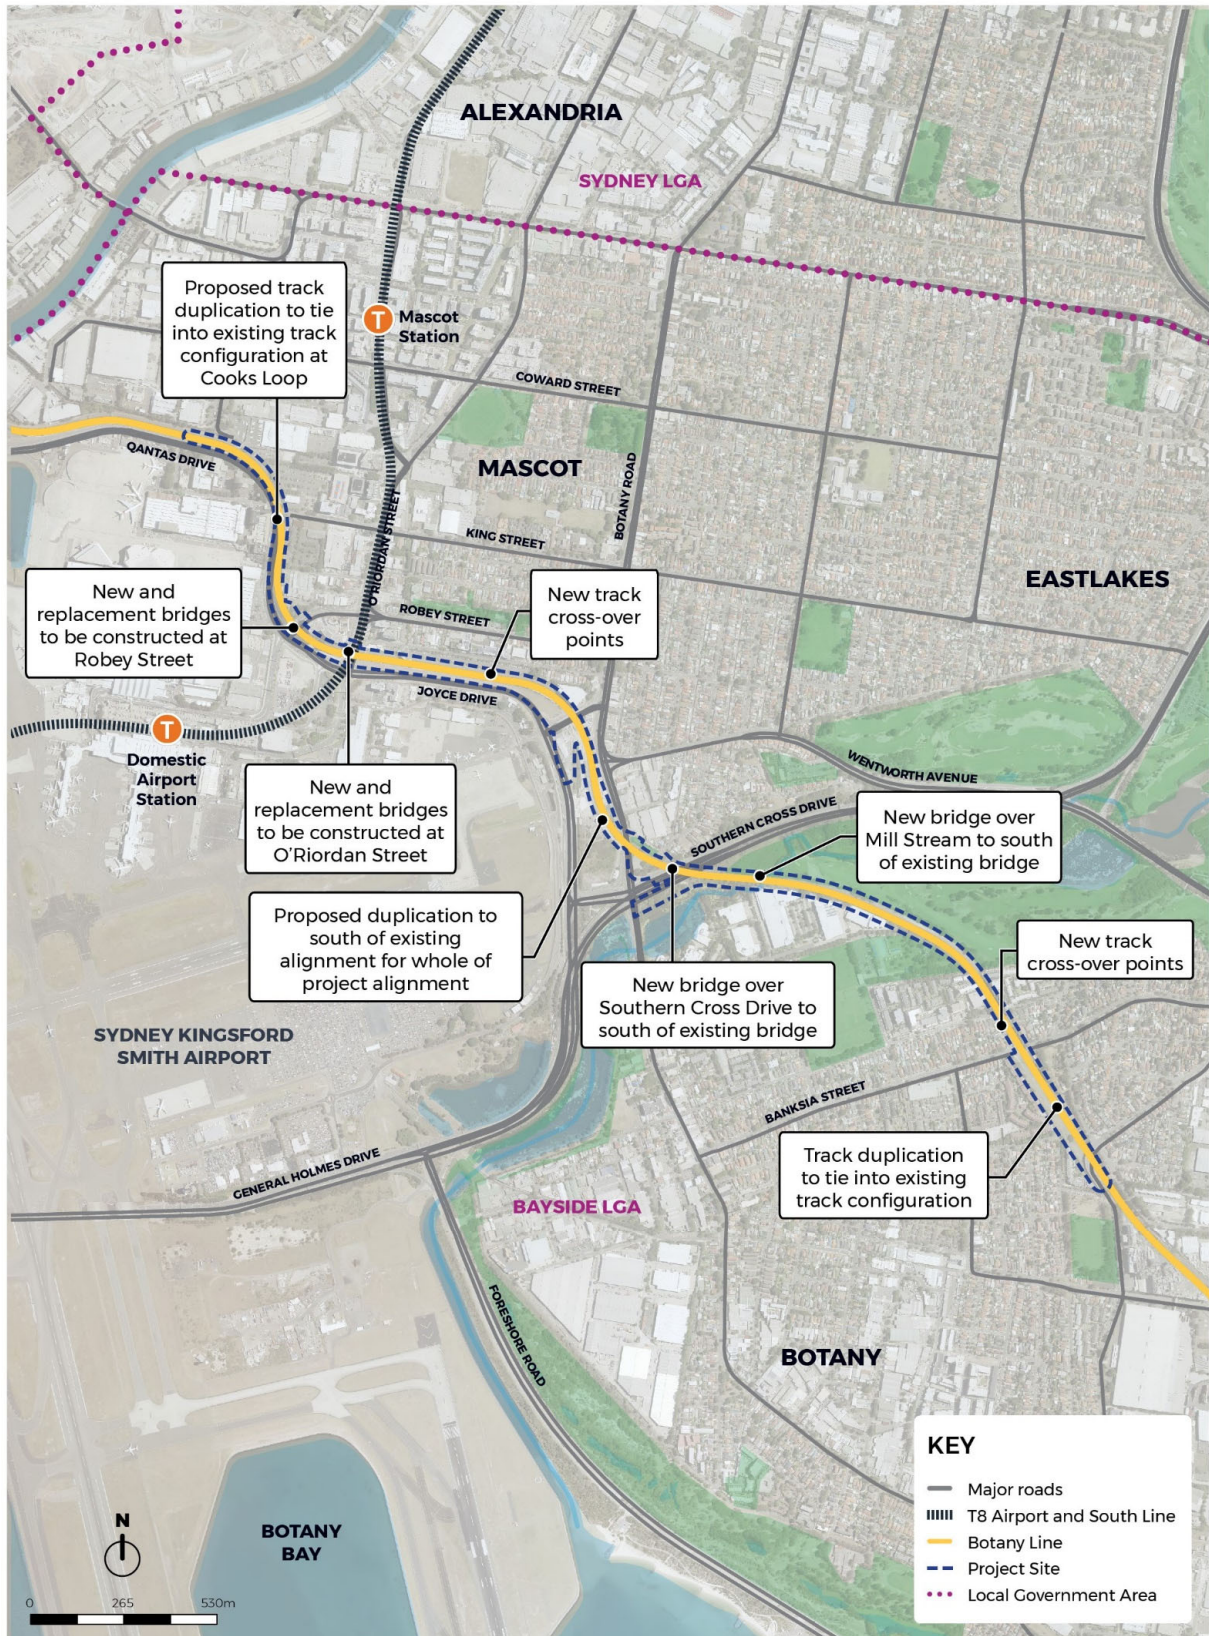 ALEXANDRIA
SYDNEY LGA
Proposed track
duplication to tie
into existing track
configuration at
Cooks Loop
T
Mascot
Station
COWARD STREET
QANTAS DRIVE
MASCOT
BOTANY ROAD
O'RIORDAN STREET
KING STREET
EASTLAKES
New and
replacement bridges
to be constructed at
Robey Street
ROBEY STREET
New track
cross-over
points
JOYCE DRIVE
T
Domestic
Airport
Station
New and
replacement bridges
to be constructed at
O'Riordan Street
WENTWORTH AVENUE
SOUTHERN CROSS DRIVE
New bridge over
Mill Stream to south
of existing bridge
Proposed duplication to
south of existing
alignment for whole of
project alignment
New bridge over
Southern Cross Drive to
south of existing bridge
New track
cross-over points
SYDNEY KINGSFORD
SMITH AIRPORT
BANKSIA STREET
Track duplication
to tie into existing
track configuration
GENERAL HOLMES DRIVE
BAYSIDE LGA
FORESHORE ROAD
BOTANY
BOTANY
BAY
N
0 265 530m
KEY
Major roads
T8 Airport and South Line
Botany Line
Project Site
Local Government Area